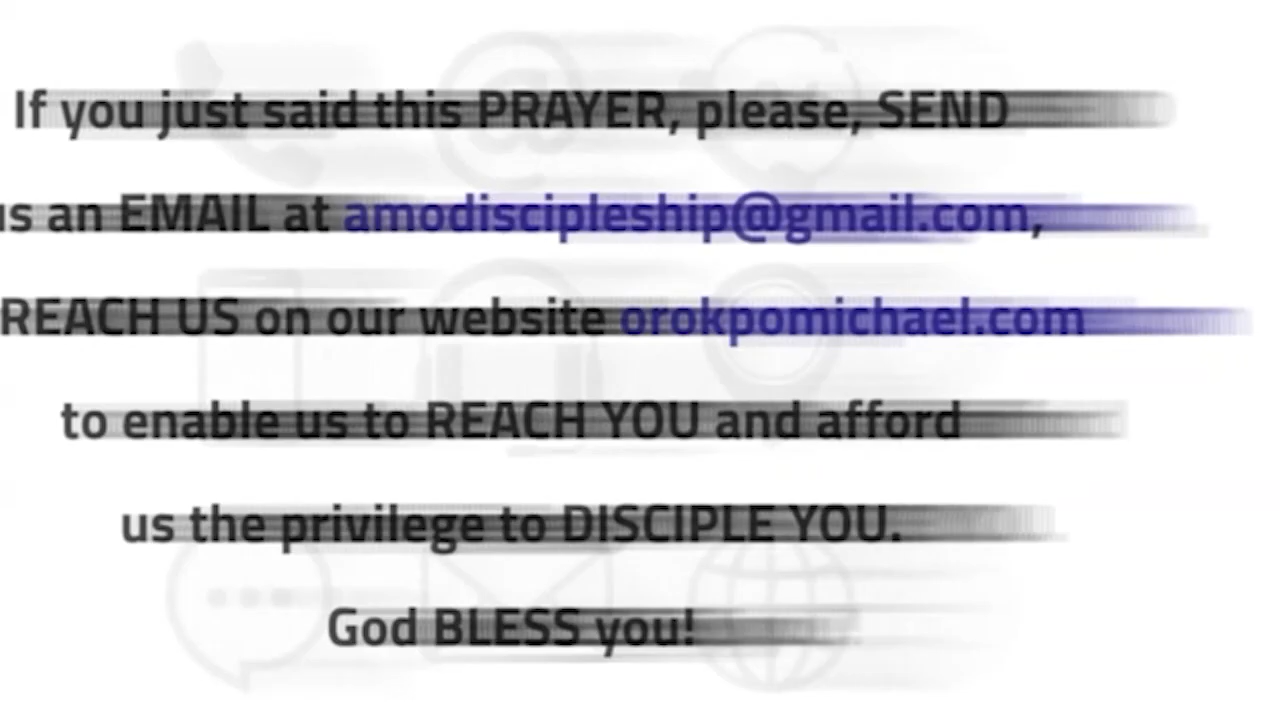 If you just said this PRAYER, please, SEND
us an EMAIL at amodiscipleship@gmail.com,
REACH US on our website orokpomichael.com
to enable us to REACH YOU and afford
us the privilege to DISCIPLE YOU.
God BLESS you!